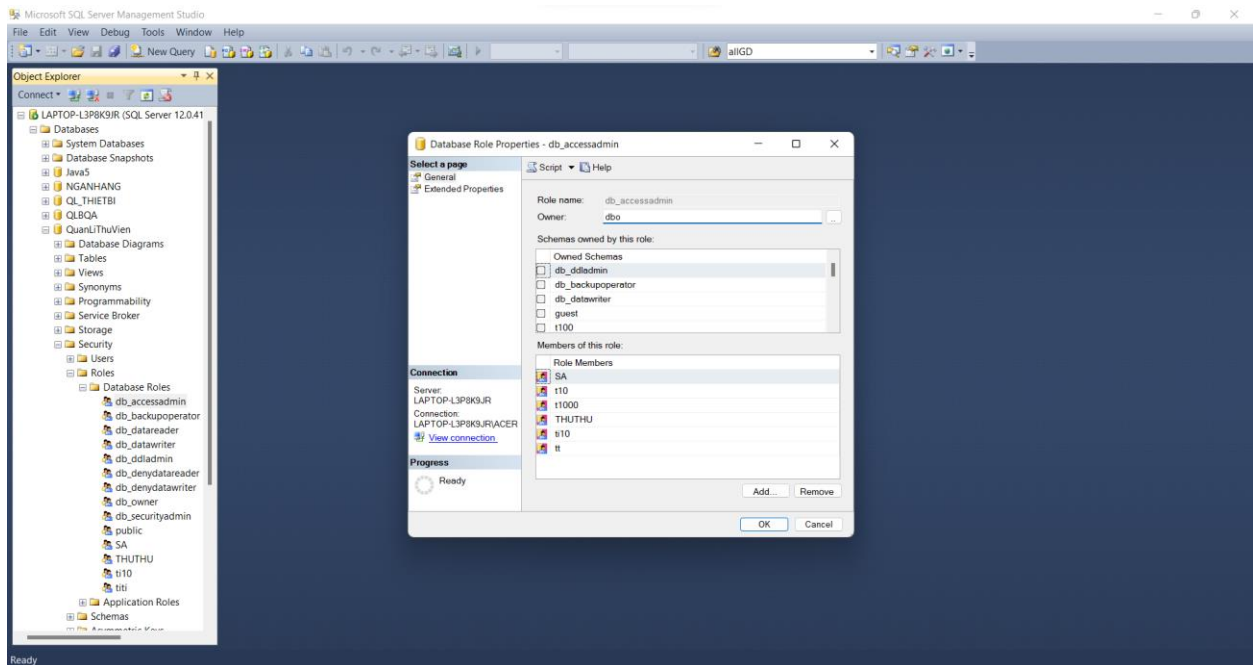 Microsoft SQL Server Management Studio
File Edit View Debug Tools Window Help
New Query
allGD
Object Explorer
Connect
LAPTOP-L3P8K9JR (SQL Server 12.0.41
Databases
System Databases
Database Snapshots
Java5
NGANHANG
QL_THIETBI
QLBQA
QuanLiThuVien
Database Diagrams
Tables
Views
Synonyms
Programmability
Service Broker
Storage
Security
Users
Roles
Database Roles
db_accessadmin
db_backupoperator
db_datareader
db_datawriter
db_ddladmin
db_denydatareader
db_denydatawriter
db_owner
db_securityadmin
public
SA
THUTHU
ti10
titi
Application Roles
Schemas
Asymmetric Keys
Database Role Properties - db_accessadmin
Select a page
General
Extended Properties
Connection
Server:
LAPTOP-L3P8K9JR
Connection:
LAPTOP-L3P8K9JR\ACER
View connection
Progress
Ready
Script Help
Role name: db_accessadmin
Owner: dbo
...
Schemas owned by this role:
Owned Schemas
db_ddladmin
db_backupoperator
db_datawriter
guest
t100
Members of this role:
Role Members
SA
t10
t1000
THUTHU
ti10
tt
Add... Remove
OK Cancel
Ready